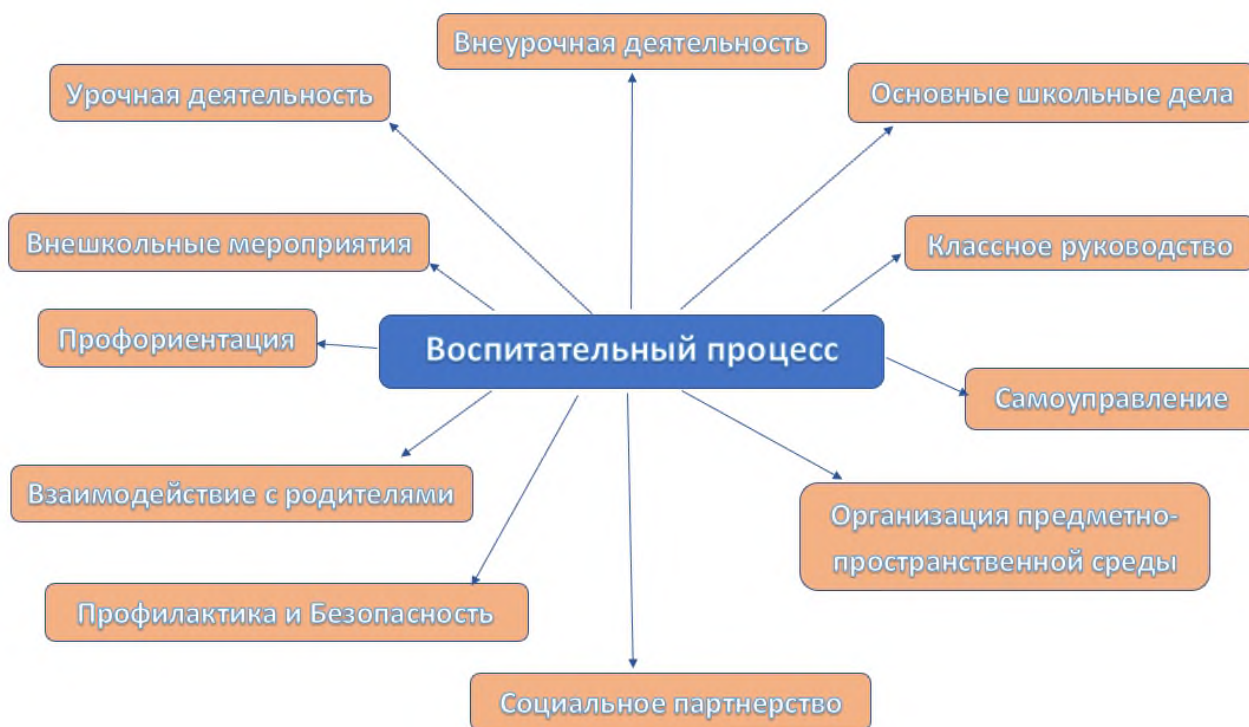 Внеурочная деятельность
Урочная деятельность
Основные школьные дела
Внешкольные мероприятия
Классное руководство
Профориентация
Воспитательный процесс
Самоуправление
Взаимодействие с родителями
Организация предметно-
пространственной среды
Профилактика и Безопасность
Социальное партнерство